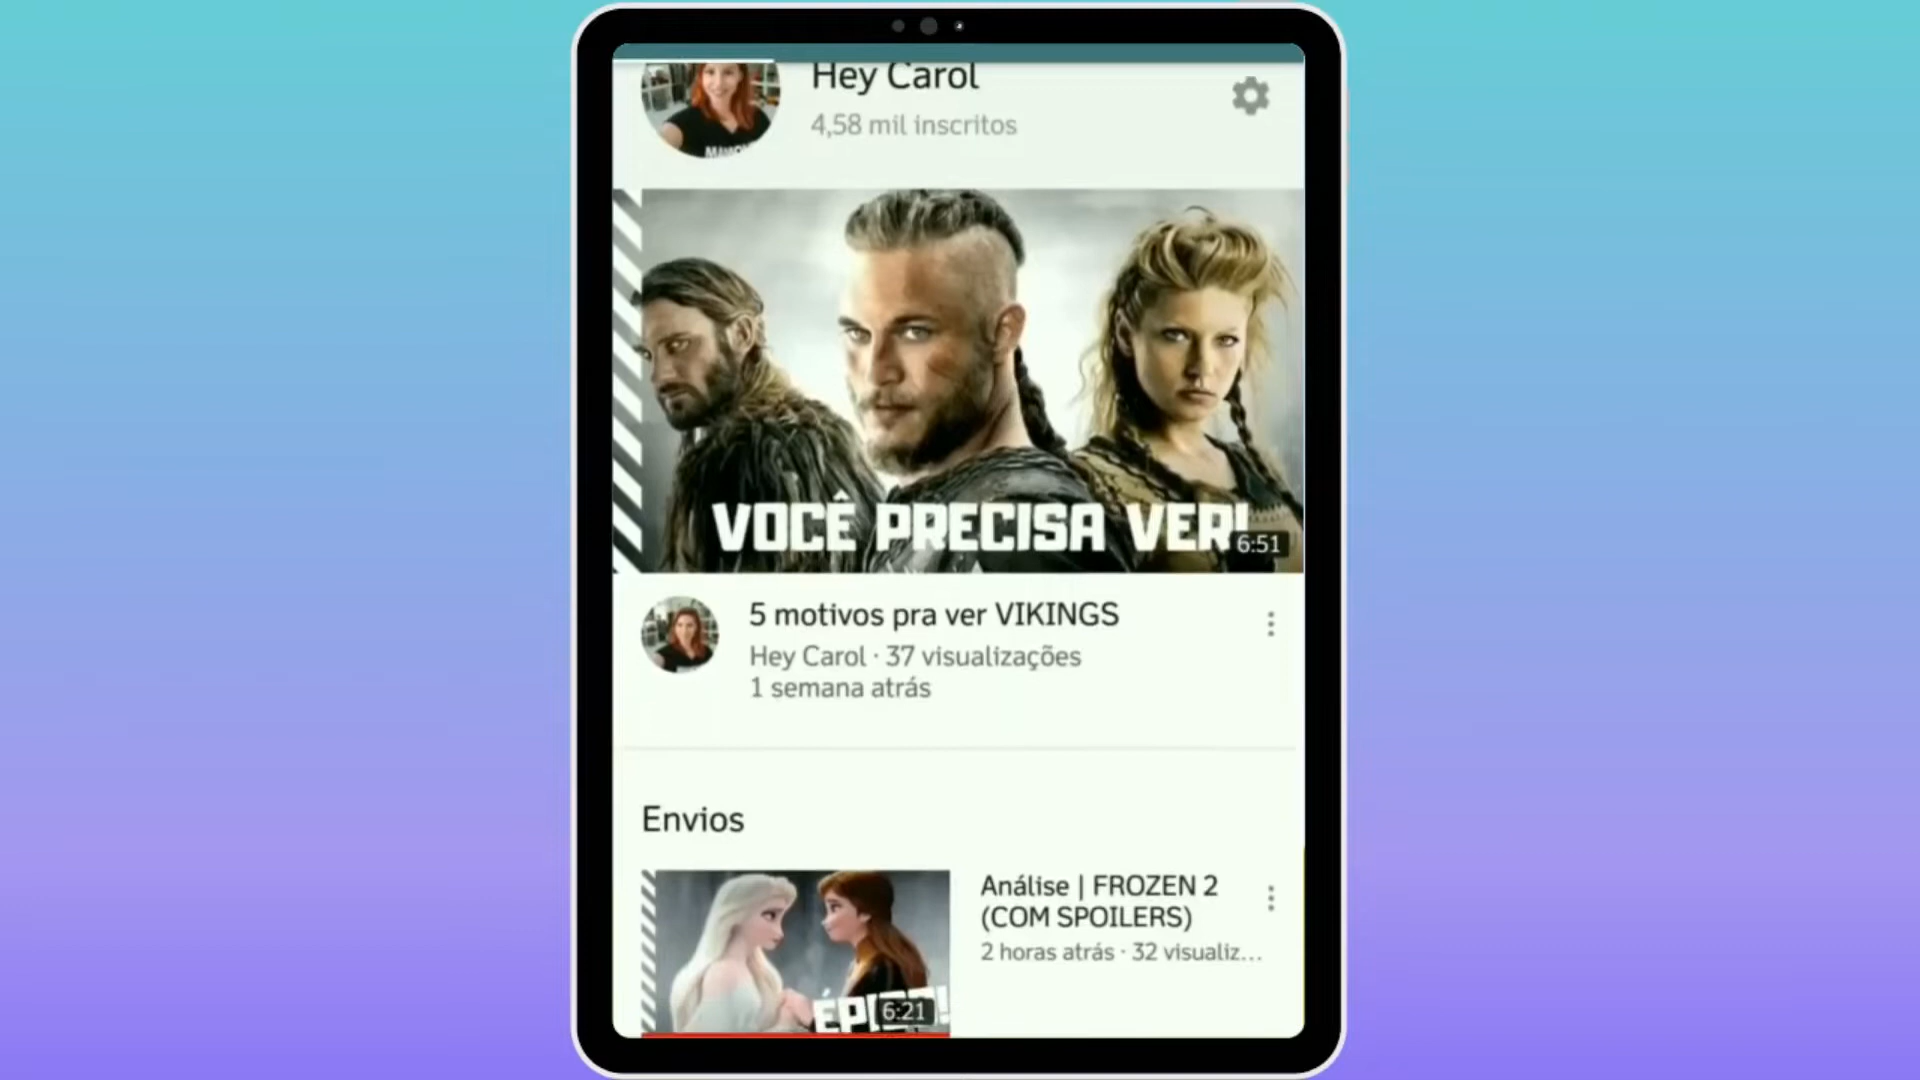 Hey Carol
4,58 mil inscritos
VOCÊ PRECISA VER!
6:51
5 motivos pra ver VIKINGS
Hey Carol · 37 visualizações
1 semana atrás
Envios
Análise | FROZEN 2
(COM SPOILERS)
2 horas atrás · 32 visualiz...
6:21